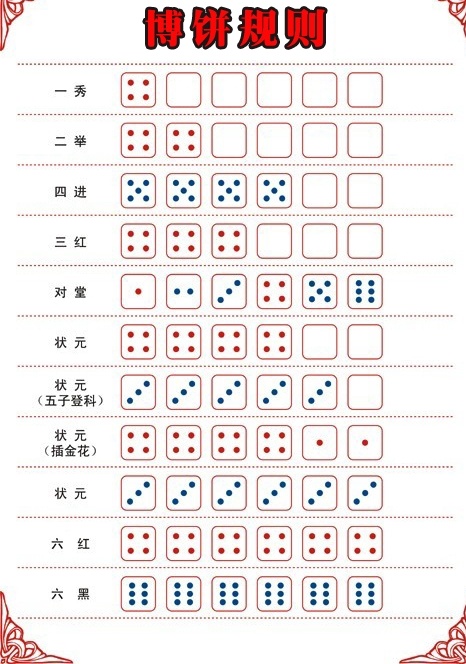 博饼规则
一秀
二举
四进
三红
对堂
状元
状元
（五子登科）
状元
（插金花）
状元
六红
六黑